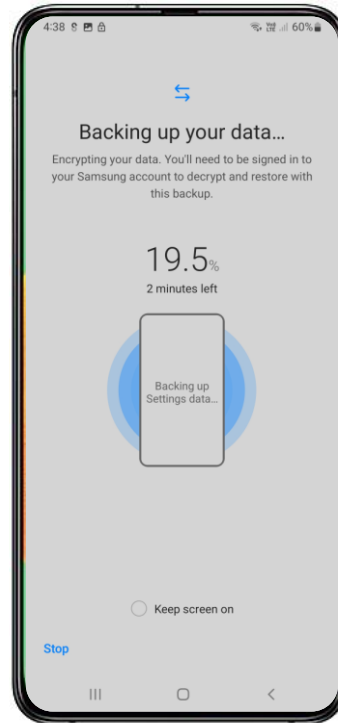 4:38 60%
Backing up your data...
Encrypting your data. You'll need to be signed in to
your Samsung account to decrypt and restore with
this backup.
19.5%
2 minutes left
Backing up
Settings data...
Keep screen on
Stop